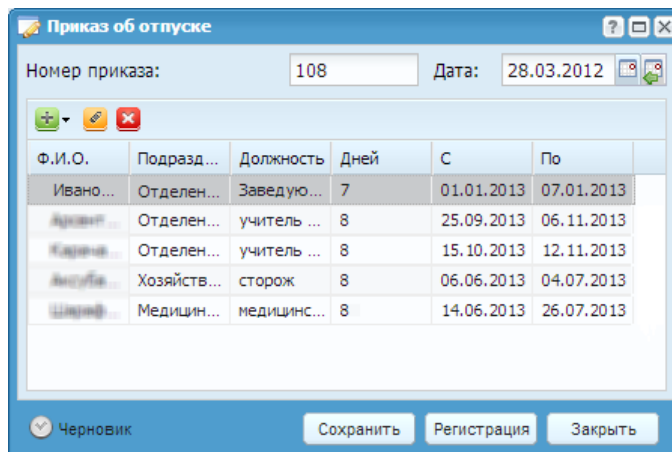 Приказ об отпуске
Номер приказа: 108 Дата: 28.03.2012
Ф.И.О. Подразд... Должность Дней С По
Ивано... Отделен... Заведую... 7 01.01.2013 07.01.2013
Отделен... учитель ... 8 25.09.2013 06.11.2013
Отделен... учитель ... 8 15.10.2013 12.11.2013
Хозяйств... сторож 8 06.06.2013 04.07.2013
Медицин... медицинс... 8 14.06.2013 26.07.2013
Черновик Сохранить Регистрация Закрыть